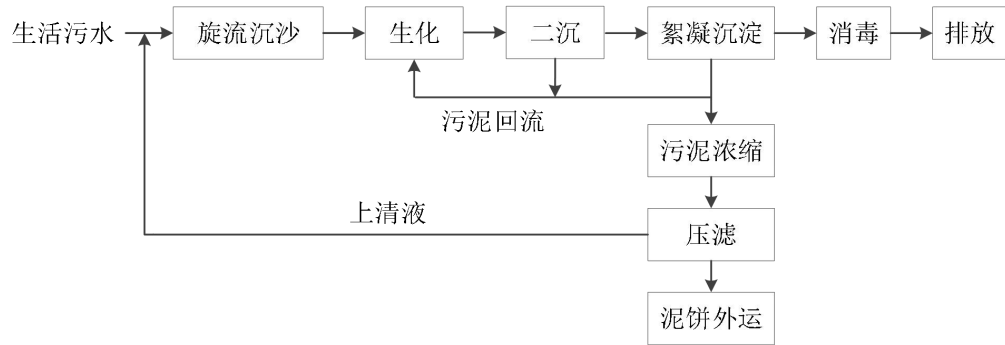 生活污水
旋流沉沙
生化
二沉
絮凝沉淀
消毒
排放
污泥回流
污泥浓缩
上清液
压滤
泥饼外运